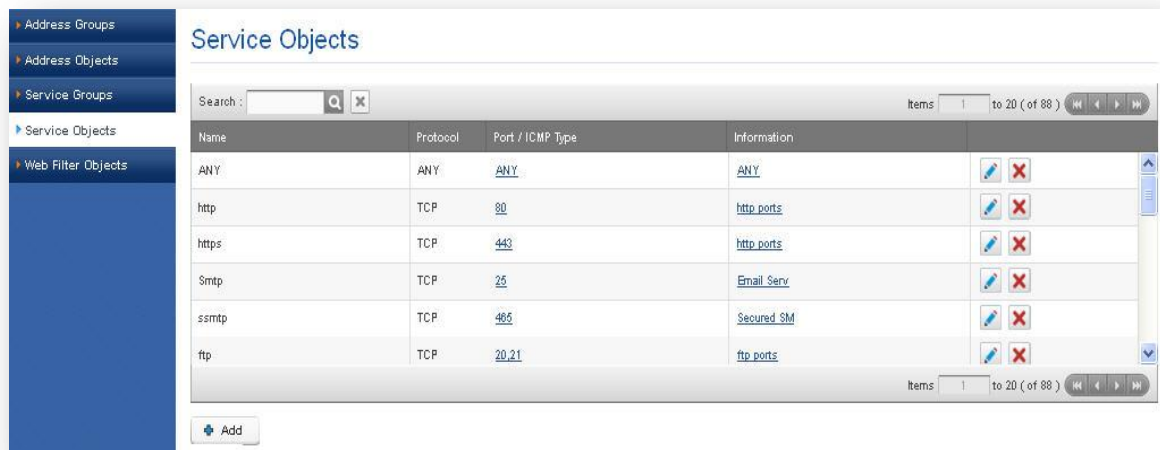 Address Groups
Address Objects
Service Groups
Service Objects
Web Filter Objects
Service Objects
Search :
Items 1 to 20 ( of 88 )
Name Protocol Port / ICMP Type Information
ANY ANY ANY ANY
http TCP 80 http ports
https TCP 443 http ports
Smtp TCP 25 Email Serv
ssmtp TCP 465 Secured SM
ftp TCP 20,21 ftp ports
Items 1 to 20 ( of 88 )
Add